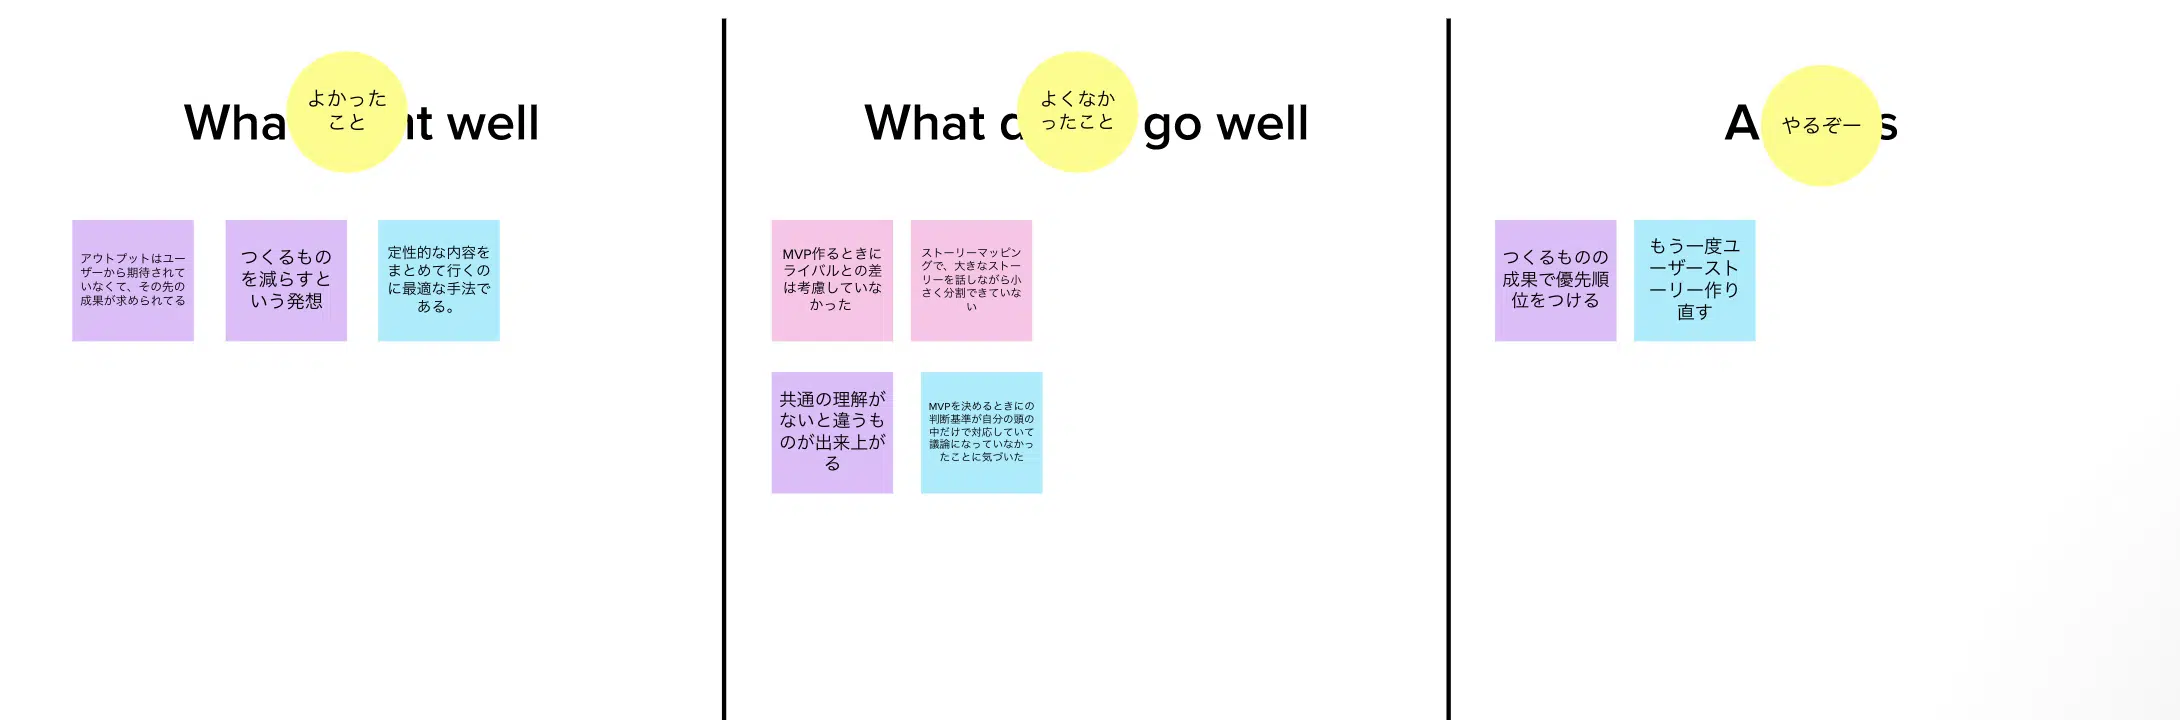 よかった
こと
Wha
nt well
アウトプットはユー
ザーから期待されて
いなくて、その先の
成果が求められてる
つくるもの
を減らすと
いう発想
定性的な内容を
まとめて行くの
に最適な手法で
ある。
よくなか
ったこと
What d
go well
MVP作るときに
ライバルとの差
は考慮していな
かった
ストーリーマッピン
グで、大きなストー
リーを話しながら小
さく分割できていな
い
共通の理解が
ないと違うも
のが出来上が
る
MVPを決めるときにの
判断基準が自分の頭の
中だけで対応していて
議論になっていなかっ
たことに気づいた
やるぞー
A
s
つくるものの
成果で優先順
位をつける
もう一度ユ
ーザースト
ーリー作り
直す